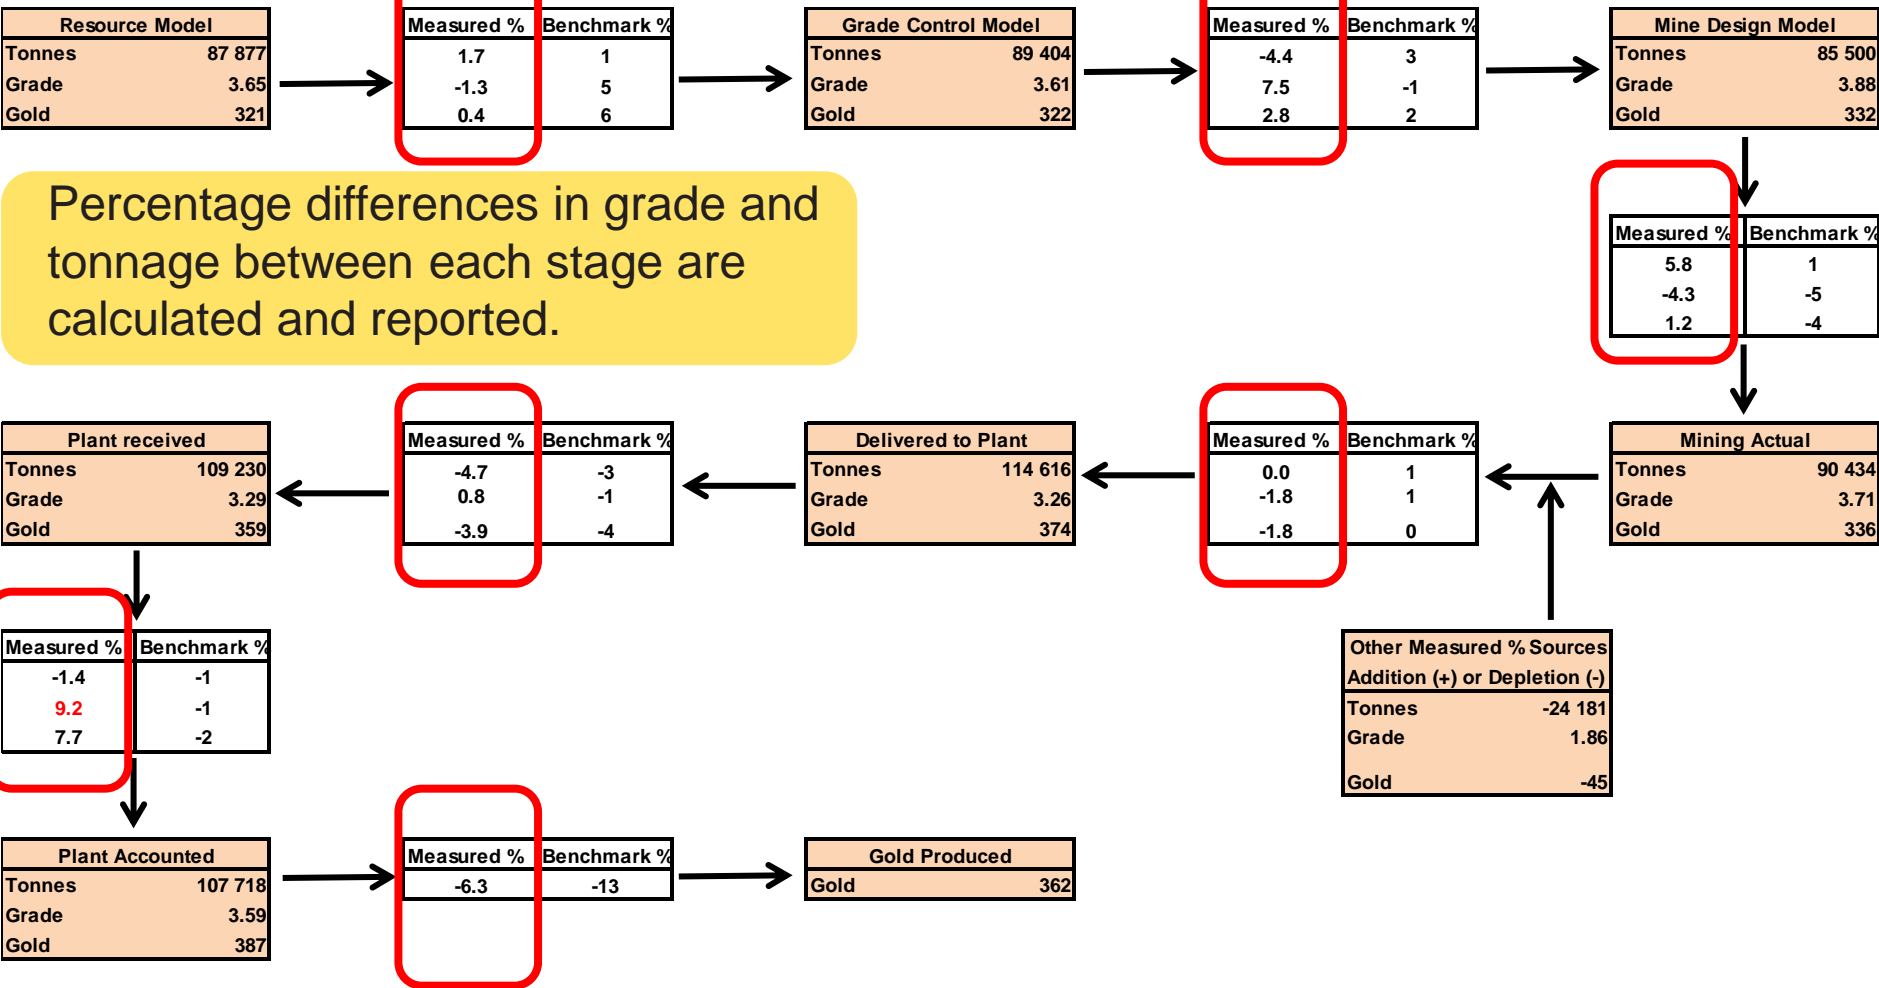 Resource Model
Tonnes 87 877
Grade 3.65
Gold 321
Measured % Benchmark %
1.7 1
-1.3 5
0.4 6
Grade Control Model
Tonnes 89 404
Grade 3.61
Gold 322
Measured % Benchmark %
-4.4 3
7.5 -1
2.8 2
Mine Design Model
Tonnes 85 500
Grade 3.88
Gold 332
Percentage differences in grade and
tonnage between each stage are
calculated and reported.
Measured % Benchmark %
5.8 1
-4.3 -5
1.2 -4
Plant received
Tonnes 109 230
Grade 3.29
Gold 359
Measured % Benchmark %
-4.7 -3
0.8 -1
-3.9 -4
Delivered to Plant
Tonnes 114 616
Grade 3.26
Gold 374
Measured % Benchmark %
0.0 1
-1.8 1
-1.8 0
Mining Actual
Tonnes 90 434
Grade 3.71
Gold 336
Measured % Benchmark %
-1.4 -1
9.2 -1
7.7 -2
Other Measured % Sources
Addition (+) or Depletion (-)
Tonnes -24 181
Grade 1.86
Gold -45
Plant Accounted
Tonnes 107 718
Grade 3.59
Gold 387
Measured % Benchmark %
-6.3 -13
Gold Produced
Gold 362